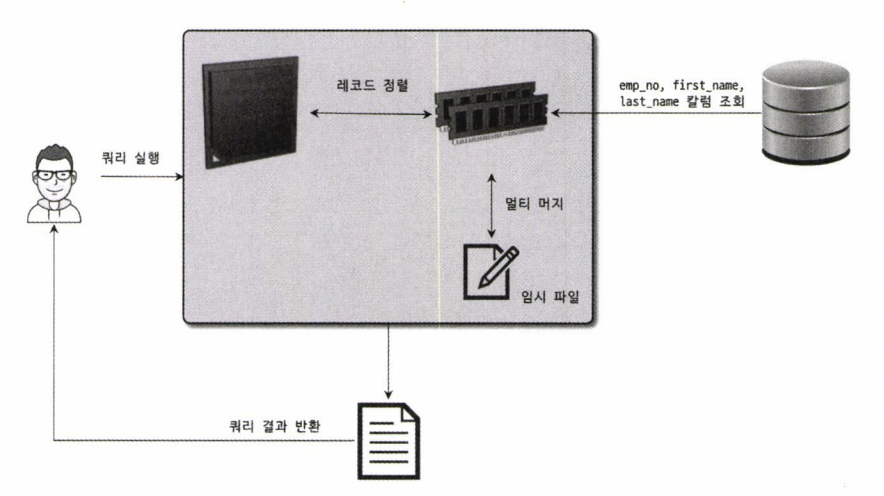 레코드 정렬
emp_no, first_name,
last_name 칼럼 조회
쿼리 실행
멀티 머지
임시 파일
쿼리 결과 반환